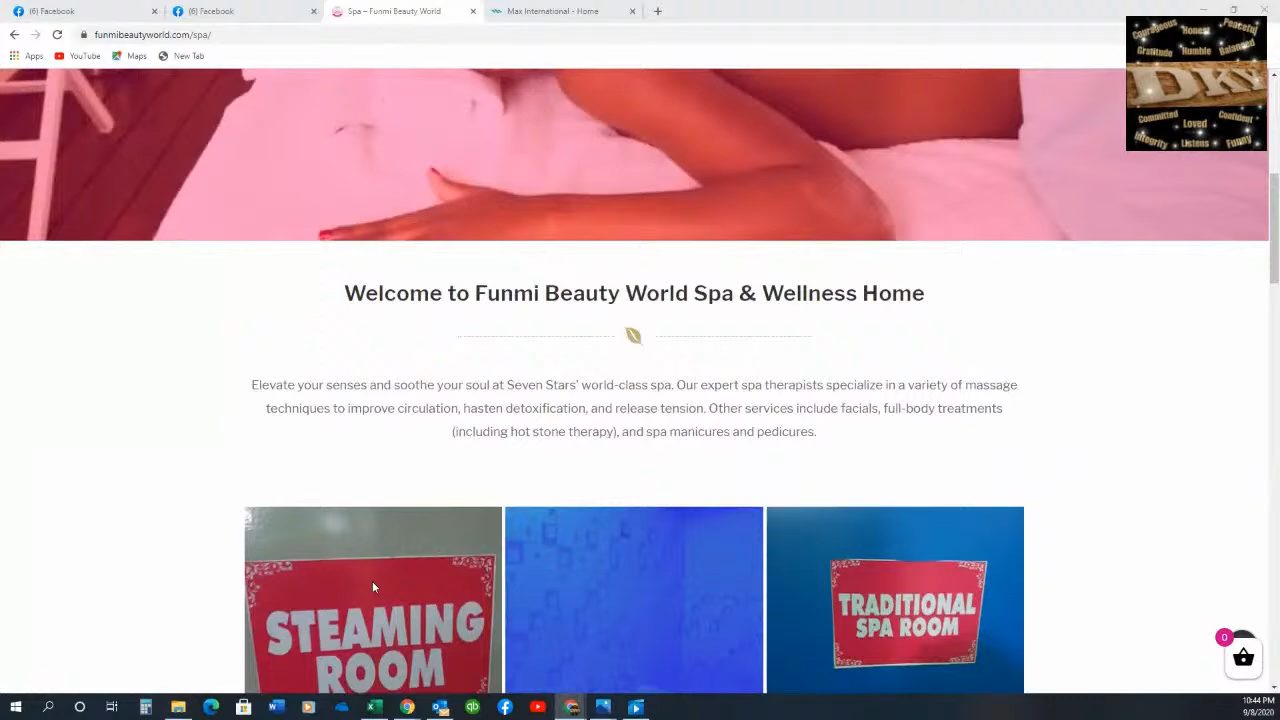 (6) Facebook
(6) Facebook
Spa – Funmi Beauty World
Max International - Home
funmibeautyworld.com/spa/
Apps
YouTube
Maps
New Tab
Courageous
Honest
Peaceful
Gratitude
Humble
Balanced
DKY
Committed
Loved
Confident
Integrity
Listens
Funny
Welcome to Funmi Beauty World Spa & Wellness Home
Elevate your senses and soothe your soul at Seven Stars' world-class spa. Our expert spa therapists specialize in a variety of massage
techniques to improve circulation, hasten detoxification, and release tension. Other services include facials, full-body treatments
(including hot stone therapy), and spa manicures and pedicures.
STEAMING
ROOM
TRADITIONAL
SPA ROOM
0
10:44 PM
9/8/2020